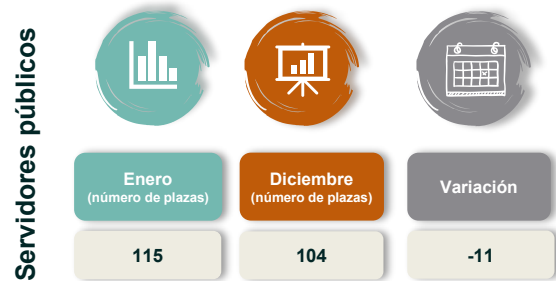 Servidores públicos
Enero
(número de plazas)
Diciembre
(número de plazas)
Variación
115
104
-11